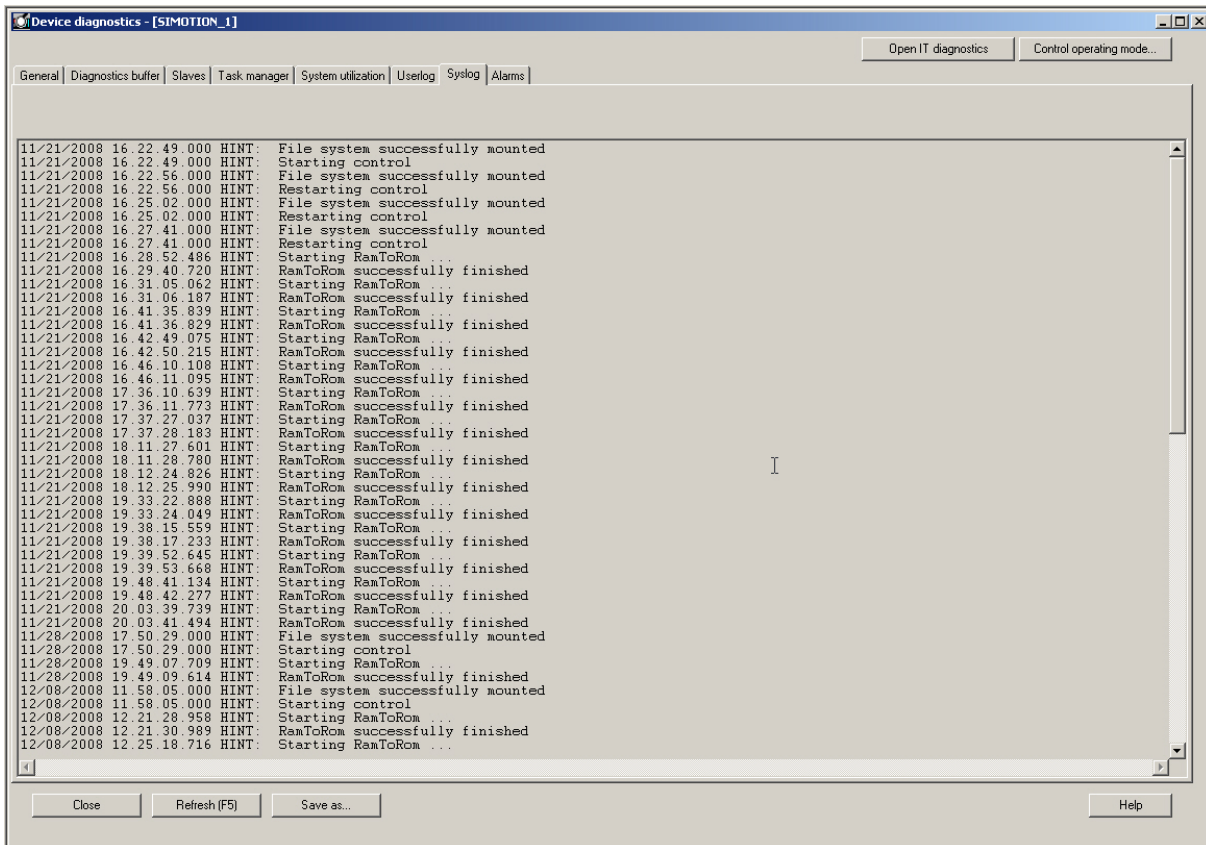 Device diagnostics - [SIMOTION_1]
Open IT diagnostics Control operating mode...
General Diagnostics buffer Slaves Task manager System utilization Userlog Syslog Alarms
11/21/2008 16.22.49.000 HINT: File system successfully mounted
11/21/2008 16.22.49.000 HINT: Starting control
11/21/2008 16.22.56.000 HINT: File system successfully mounted
11/21/2008 16.22.56.000 HINT: Restarting control
11/21/2008 16.25.02.000 HINT: File system successfully mounted
11/21/2008 16.25.02.000 HINT: Restarting control
11/21/2008 16.27.41.000 HINT: File system successfully mounted
11/21/2008 16.27.41.000 HINT: Restarting control
11/21/2008 16.28.52.486 HINT: Starting RamToRom ...
11/21/2008 16.29.40.720 HINT: RamToRom successfully finished
11/21/2008 16.31.05.062 HINT: Starting RamToRom ...
11/21/2008 16.31.06.187 HINT: RamToRom successfully finished
11/21/2008 16.41.35.839 HINT: Starting RamToRom ...
11/21/2008 16.41.36.829 HINT: RamToRom successfully finished
11/21/2008 16.42.49.075 HINT: Starting RamToRom ...
11/21/2008 16.42.50.215 HINT: RamToRom successfully finished
11/21/2008 16.46.10.108 HINT: Starting RamToRom ...
11/21/2008 16.46.11.095 HINT: RamToRom successfully finished
11/21/2008 17.36.10.639 HINT: Starting RamToRom ...
11/21/2008 17.36.11.773 HINT: RamToRom successfully finished
11/21/2008 17.37.27.037 HINT: Starting RamToRom ...
11/21/2008 17.37.28.183 HINT: RamToRom successfully finished
11/21/2008 18.11.27.601 HINT: Starting RamToRom ...
11/21/2008 18.11.28.780 HINT: RamToRom successfully finished
11/21/2008 18.12.24.826 HINT: Starting RamToRom ...
11/21/2008 18.12.25.990 HINT: RamToRom successfully finished
11/21/2008 19.33.22.888 HINT: Starting RamToRom ...
11/21/2008 19.33.24.049 HINT: RamToRom successfully finished
11/21/2008 19.38.15.559 HINT: Starting RamToRom ...
11/21/2008 19.38.17.233 HINT: RamToRom successfully finished
11/21/2008 19.39.52.645 HINT: Starting RamToRom ...
11/21/2008 19.39.53.668 HINT: RamToRom successfully finished
11/21/2008 19.48.41.134 HINT: Starting RamToRom ...
11/21/2008 19.48.42.277 HINT: RamToRom successfully finished
11/21/2008 20.03.39.739 HINT: Starting RamToRom ...
11/21/2008 20.03.41.494 HINT: RamToRom successfully finished
11/28/2008 17.50.29.000 HINT: File system successfully mounted
11/28/2008 17.50.29.000 HINT: Starting control
11/28/2008 19.49.07.709 HINT: Starting RamToRom ...
11/28/2008 19.49.09.614 HINT: RamToRom successfully finished
12/08/2008 11.58.05.000 HINT: File system successfully mounted
12/08/2008 11.58.05.000 HINT: Starting control
12/08/2008 12.21.28.958 HINT: Starting RamToRom ...
12/08/2008 12.21.30.989 HINT: RamToRom successfully finished
12/08/2008 12.25.18.716 HINT: Starting RamToRom ...
Close Refresh (F5) Save as... Help